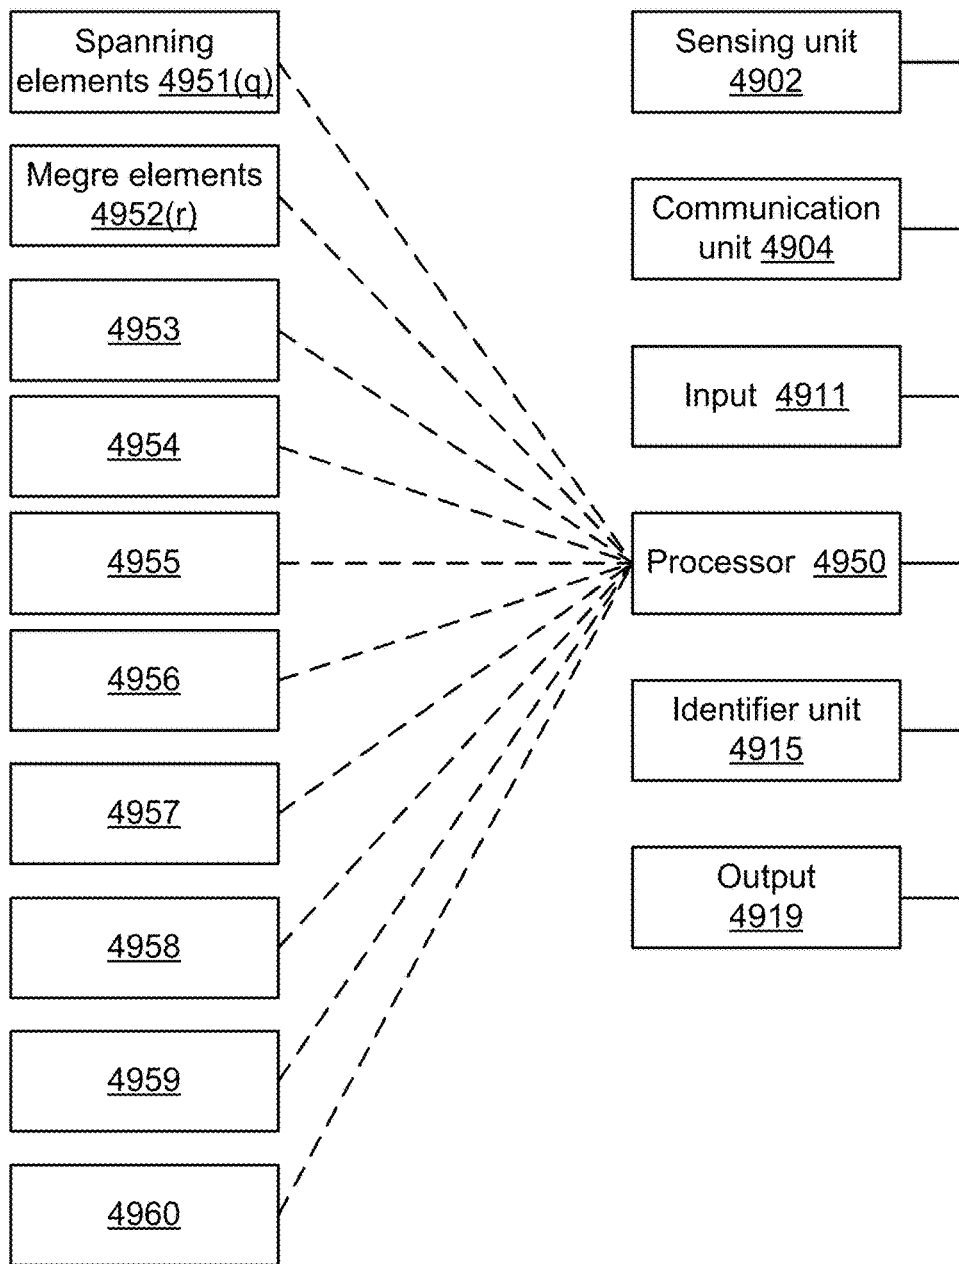 Spanning
elements 4951(q)
Megre elements
4952(r)
4953
4954
4955
4956
4957
4958
4959
4960
Sensing unit
4902
Communication
unit 4904
Input 4911
Processor 4950
Identifier unit
4915
Output
4919